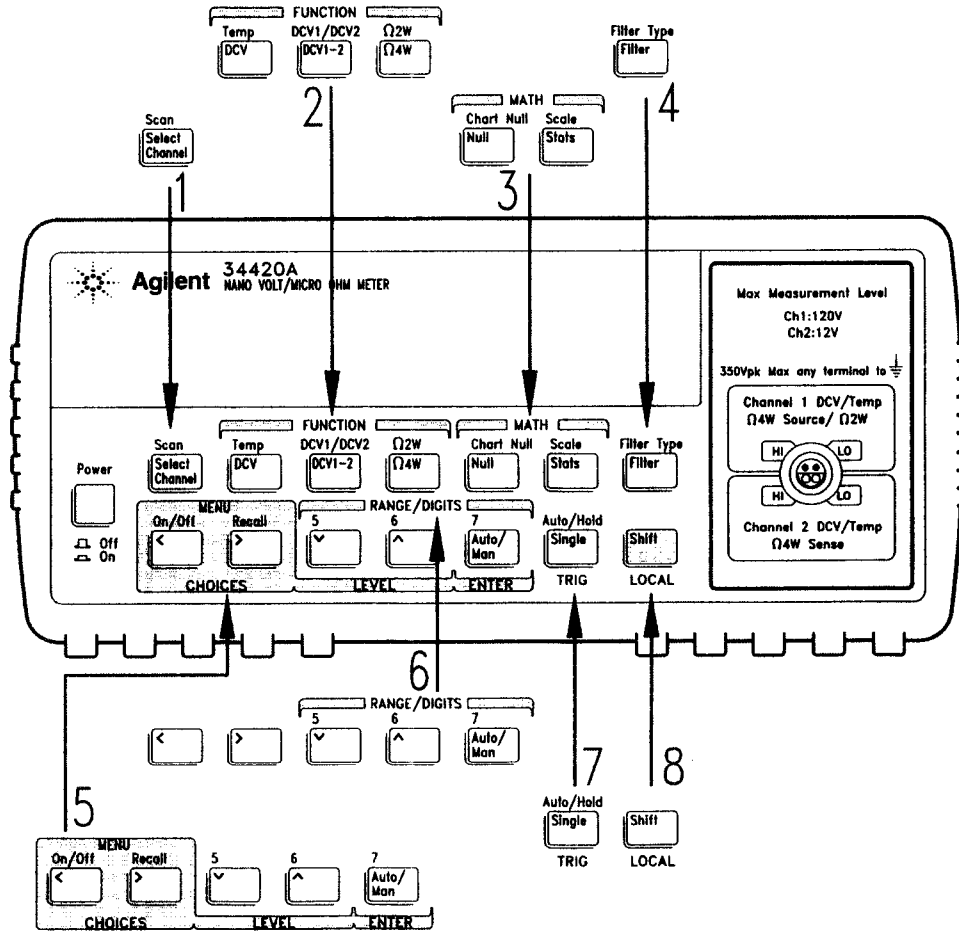 FUNCTION
Temp DCV1/DCV2 Ω2W
DCV DCV1-2 Ω4W
2
Filter Type
Filter
4
MATH
Chart Null Scale
Null Stats
3
Scan
Select
Channel
1
Agilent 34420A
NANO VOLT/MICRO OHM METER
Max Measurement Level
Ch1:120V
Ch2:12V
350Vpk Max any terminal to
Channel 1 DCV/Temp
Ω4W Source/ Ω2W
HI LO
HI LO
Channel 2 DCV/Temp
Ω4W Sense
FUNCTION MATH
Scan Temp DCV1/DCV2 Ω2W Chart Null Scale Filter Type
Select
Channel
DCV DCV1-2 Ω4W Null Stats Filter
Power
Off
On
MENU RANGE/DIGITS
On/Off Recall 5 6 7 Auto/Hold
< > ⌄ ^ Auto/
Man
Single Shift
CHOICES LEVEL ENTER TRIG LOCAL
6
RANGE/DIGITS
5 6 7
< > ⌄ ^ Auto/
Man
7
Auto/Hold
Single
TRIG
8
Shift
LOCAL
5
MENU
On/Off Recall 5 6 7
< > ⌄ ^ Auto/
Man
CHOICES LEVEL ENTER